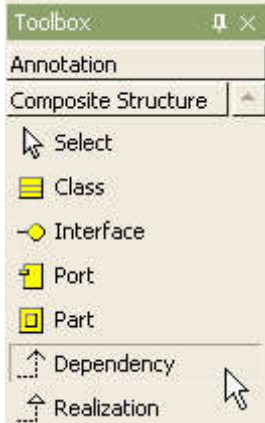 Toolbox
Annotation
Composite Structure
Select
Class
Interface
Port
Part
Dependency
Realization